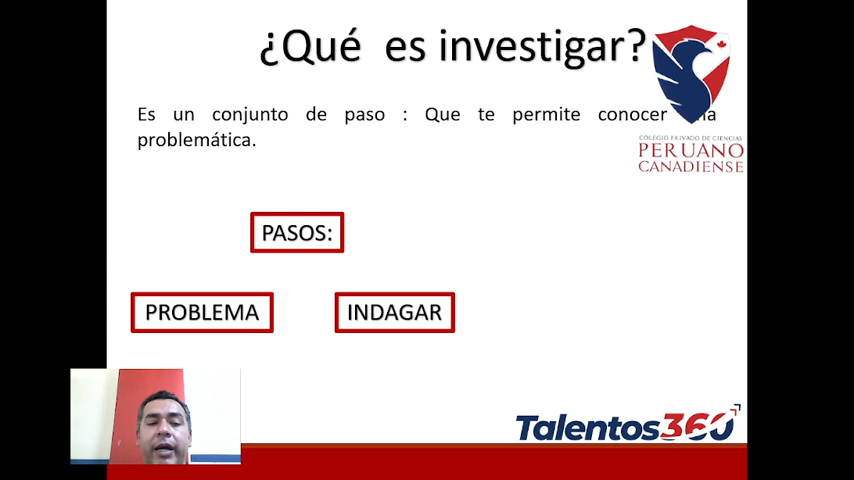 ¿Qué es investigar?
Es un conjunto de paso : Que te permite conocer
problemática.
COLEGIO PRIVADO DE CIENCIAS
PERUANO
CANADIENSE
PASOS:
PROBLEMA
INDAGAR
Talentos360